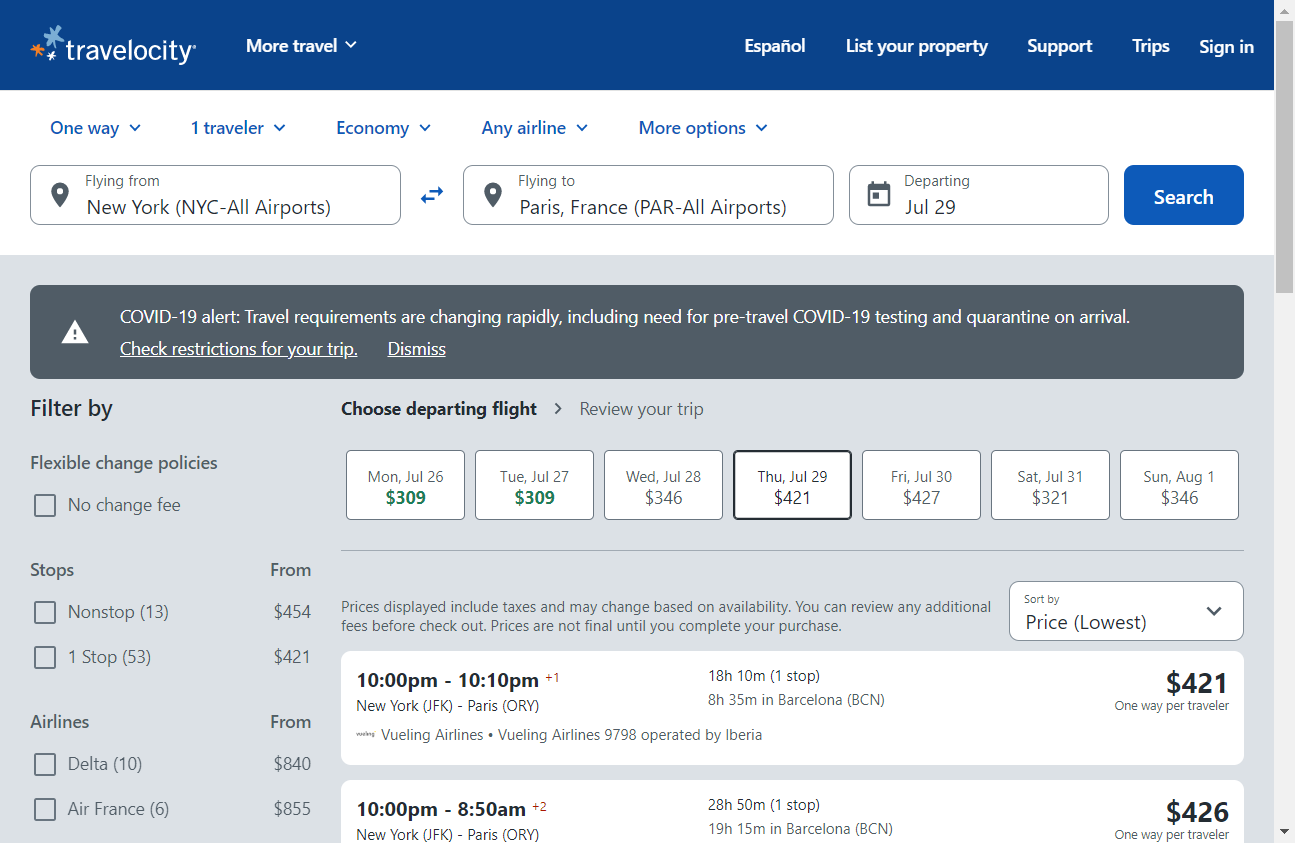 travelocity
More travel
Español
List your property
Support
Trips
Sign in
One way
1 traveler
Economy
Any airline
More options
Flying from
New York (NYC-All Airports)
Flying to
Paris, France (PAR-All Airports)
Departing
Jul 29
Search
COVID-19 alert: Travel requirements are changing rapidly, including need for pre-travel COVID-19 testing and quarantine on arrival.
Check restrictions for your trip. Dismiss
Filter by
Flexible change policies
No change fee
Stops From
Nonstop (13) $454
1 Stop (53) $421
Airlines From
Delta (10) $840
Air France (6) $855
Choose departing flight > Review your trip
Mon, Jul 26
$309
Tue, Jul 27
$309
Wed, Jul 28
$346
Thu, Jul 29
$421
Fri, Jul 30
$427
Sat, Jul 31
$321
Sun, Aug 1
$346
Prices displayed include taxes and may change based on availability. You can review any additional
fees before check out. Prices are not final until you complete your purchase.
Sort by
Price (Lowest)
10:00pm - 10:10pm +1
New York (JFK) - Paris (ORY)
vueling Vueling Airlines • Vueling Airlines 9798 operated by Iberia
18h 10m (1 stop)
8h 35m in Barcelona (BCN)
$421
One way per traveler
10:00pm - 8:50am +2
New York (JFK) - Paris (ORY)
28h 50m (1 stop)
19h 15m in Barcelona (BCN)
$426
One way per traveler